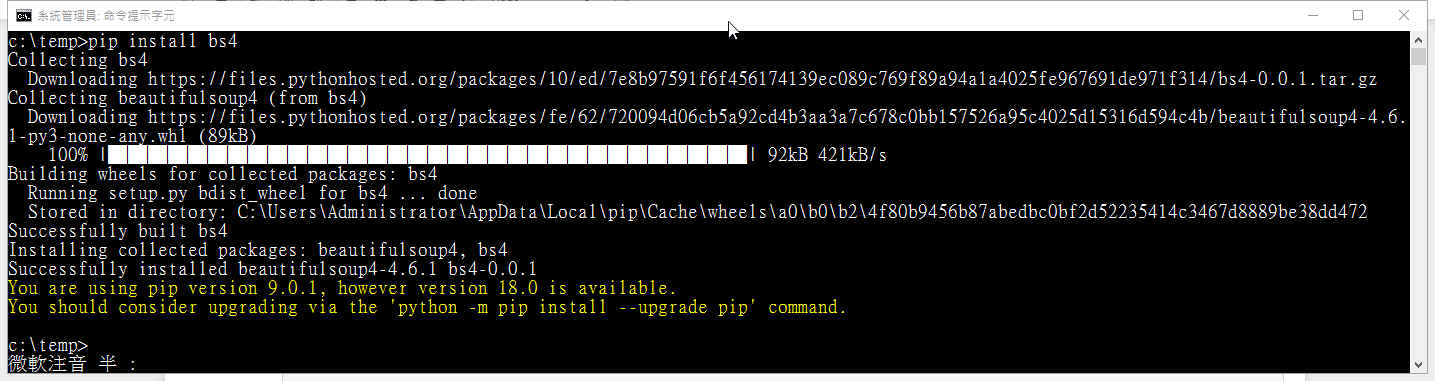 系統管理員: 命令提示字元
c:\temp>pip install bs4
Collecting bs4
  Downloading https://files.pythonhosted.org/packages/10/ed/7e8b97591f6f456174139ec089c769f89a94a1a4025fe967691de971f314/bs4-0.0.1.tar.gz
Collecting beautifulsoup4 (from bs4)
  Downloading https://files.pythonhosted.org/packages/fe/62/720094d06cb5a92cd4b3aa3a7c678c0bb157526a95c4025d15316d594c4b/beautifulsoup4-4.6.
1-py3-none-any.whl (89kB)
    100% |████████████████████████████████| 92kB 421kB/s
Building wheels for collected packages: bs4
  Running setup.py bdist_wheel for bs4 ... done
  Stored in directory: C:\Users\Administrator\AppData\Local\pip\Cache\wheels\a0\b0\b2\4f80b9456b87abedbc0bf2d52235414c3467d8889be38dd472
Successfully built bs4
Installing collected packages: beautifulsoup4, bs4
Successfully installed beautifulsoup4-4.6.1 bs4-0.0.1
You are using pip version 9.0.1, however version 18.0 is available.
You should consider upgrading via the 'python -m pip install --upgrade pip' command.
c:\temp>
微軟注音 半 :